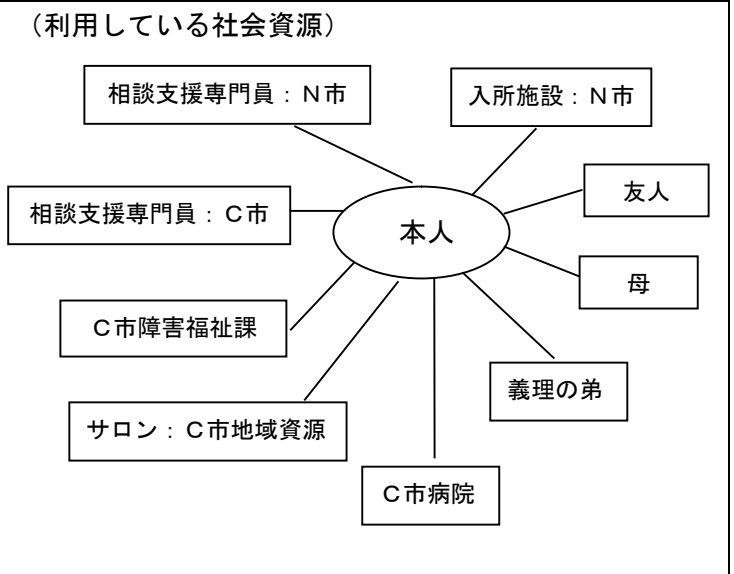 （利用している社会資源）
相談支援専門員：Ｎ市
入所施設：Ｎ市
友人
相談支援専門員：Ｃ市
本人
母
Ｃ市障害福祉課
義理の弟
サロン：Ｃ市地域資源
Ｃ市病院